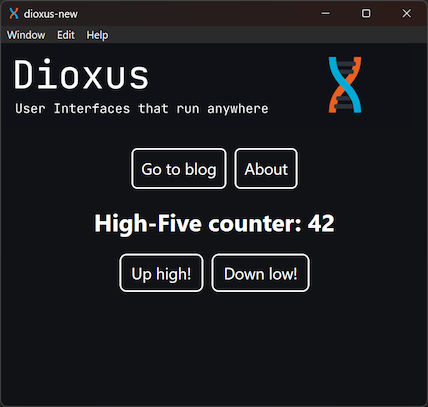 dioxus-new
Window Edit Help
Dioxus
User Interfaces that run anywhere
Go to blog About
High-Five counter: 42
Up high! Down low!